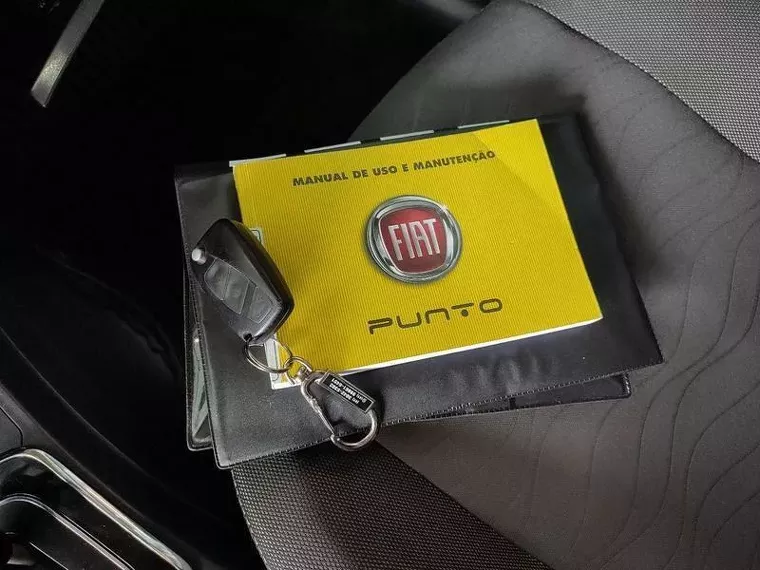 MANUAL DE USO E MANUTENÇÃO
FIAT
PUNTO